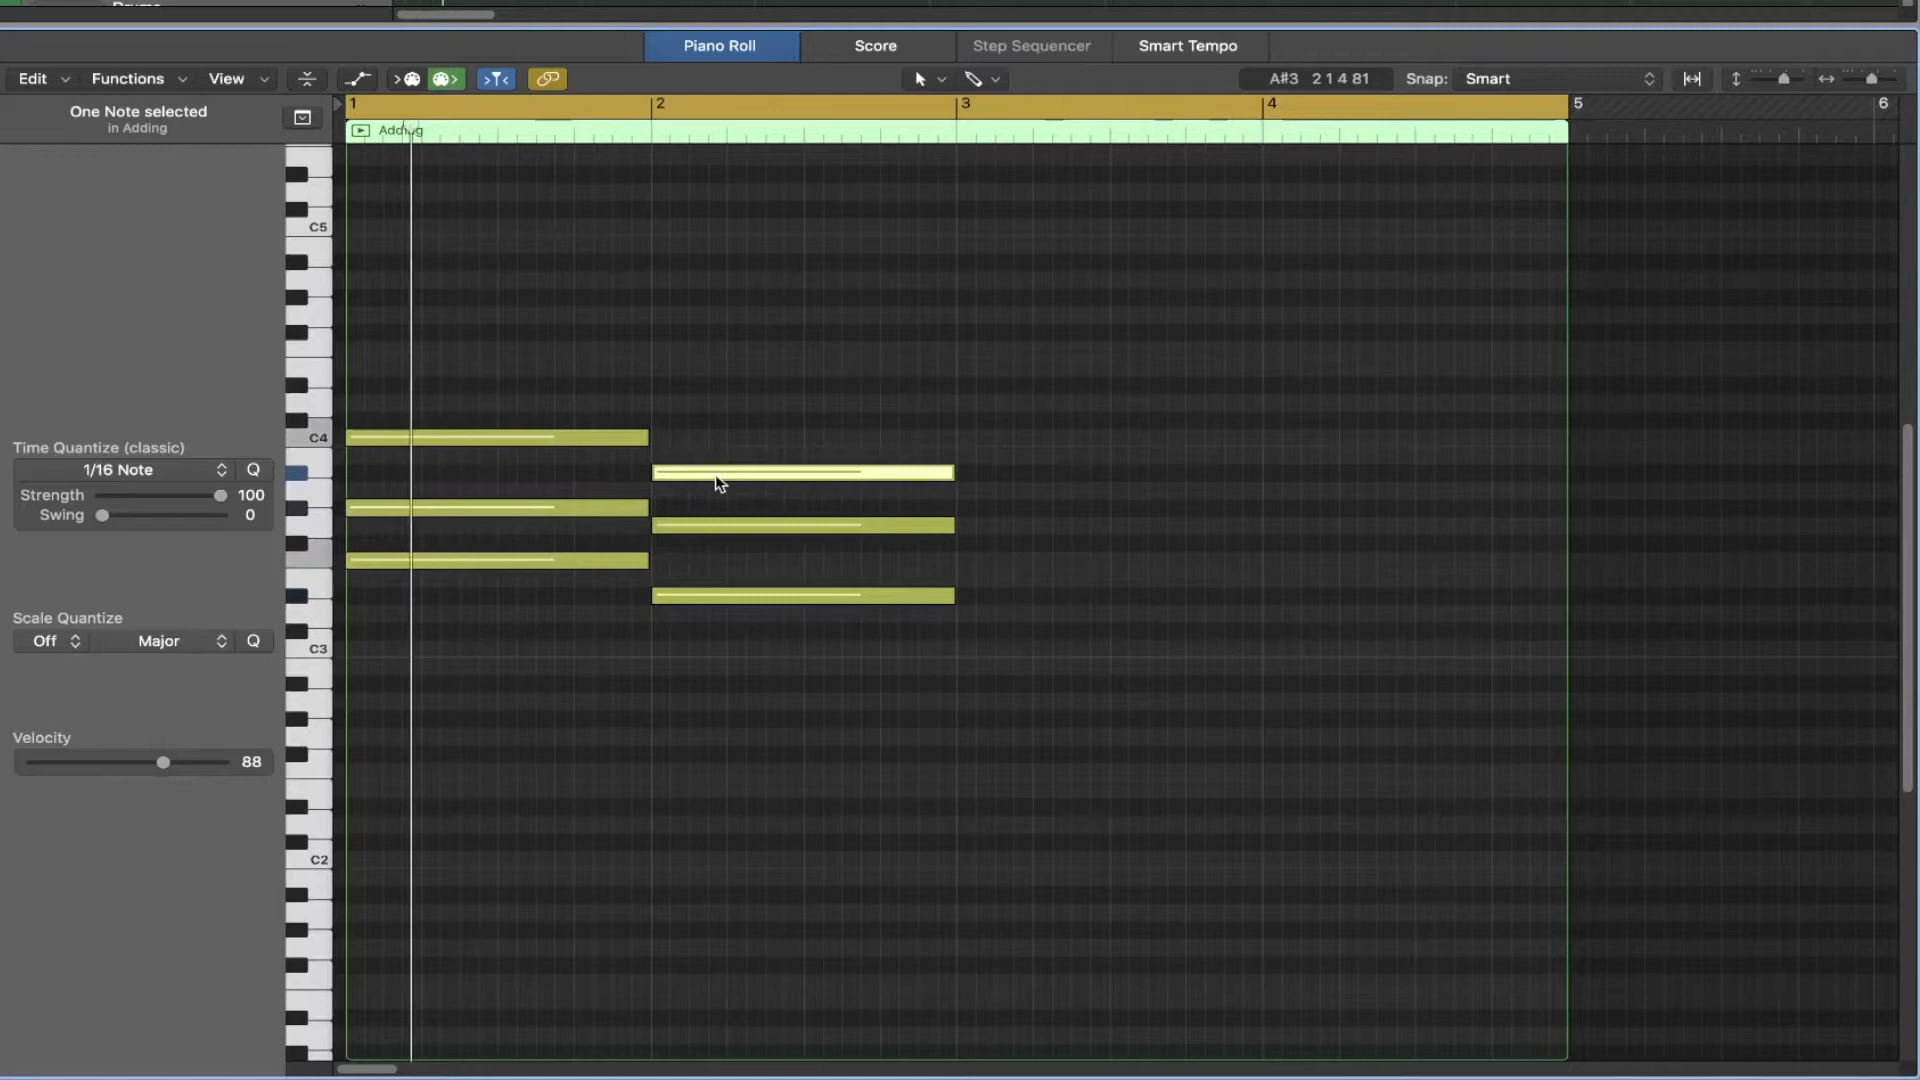 Drums
Piano Roll Score Step Sequencer Smart Tempo
Edit Functions View A#3 2 1 4 81 Snap: Smart
One Note selected
in Adding
1 2 3 4 5 6
Adding
C5
C4
Time Quantize (classic)
1/16 Note Q
Strength 100
Swing 0
Scale Quantize
Off Major Q
C3
Velocity
88
C2